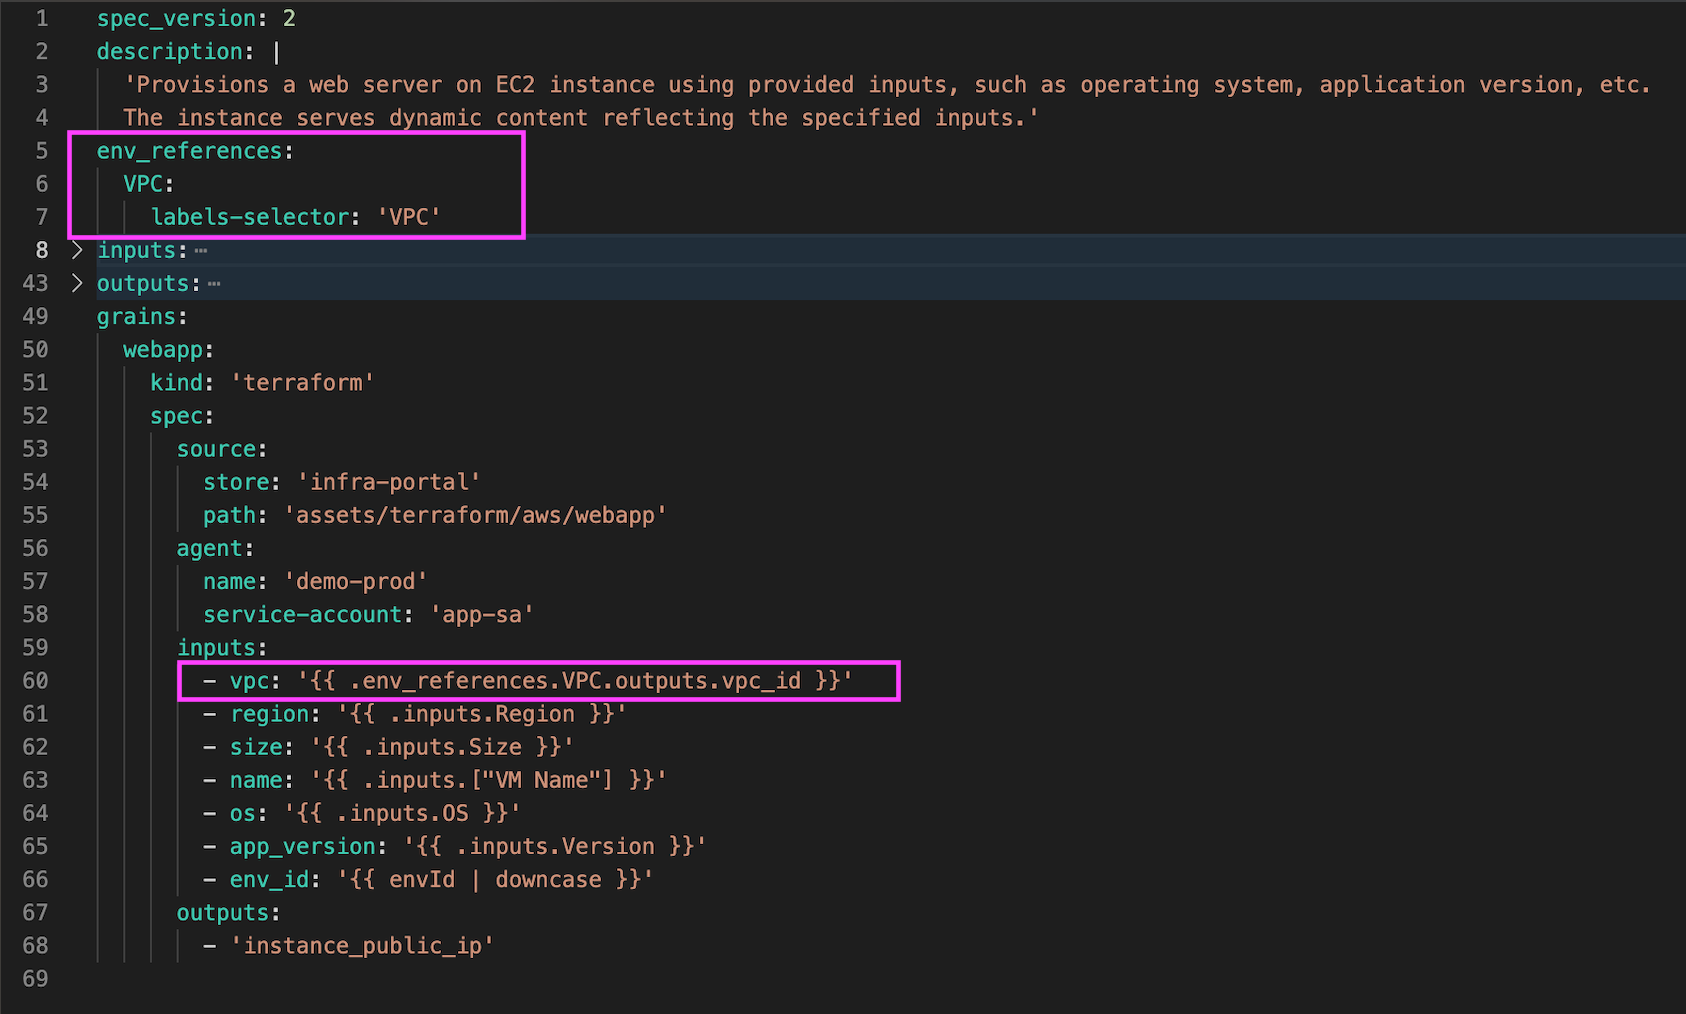 1 spec_version: 2
2 description: |
3 'Provisions a web server on EC2 instance using provided inputs, such as operating system, application version, etc.
4 The instance serves dynamic content reflecting the specified inputs.'
5 env_references:
6 VPC:
7 labels-selector: 'VPC'
8 > inputs: ⋯
43 > outputs: ⋯
49 grains:
50 webapp:
51 kind: 'terraform'
52 spec:
53 source:
54 store: 'infra-portal'
55 path: 'assets/terraform/aws/webapp'
56 agent:
57 name: 'demo-prod'
58 service-account: 'app-sa'
59 inputs:
60 - vpc: '{{ .env_references.VPC.outputs.vpc_id }}'
61 - region: '{{ .inputs.Region }}'
62 - size: '{{ .inputs.Size }}'
63 - name: '{{ .inputs.["VM Name"] }}'
64 - os: '{{ .inputs.OS }}'
65 - app_version: '{{ .inputs.Version }}'
66 - env_id: '{{ envId | downcase }}'
67 outputs:
68 - 'instance_public_ip'
69